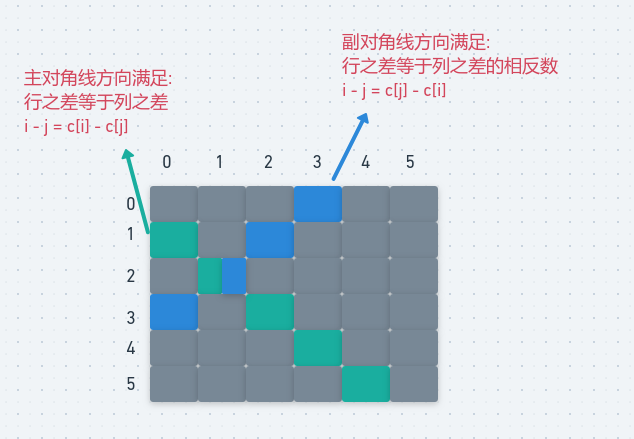 副对角线方向满足:
行之差等于列之差的相反数
i - j = c[j] - c[i]
主对角线方向满足:
行之差等于列之差
i - j = c[i] - c[j]
0 1 2 3 4 5
0
1
2
3
4
5